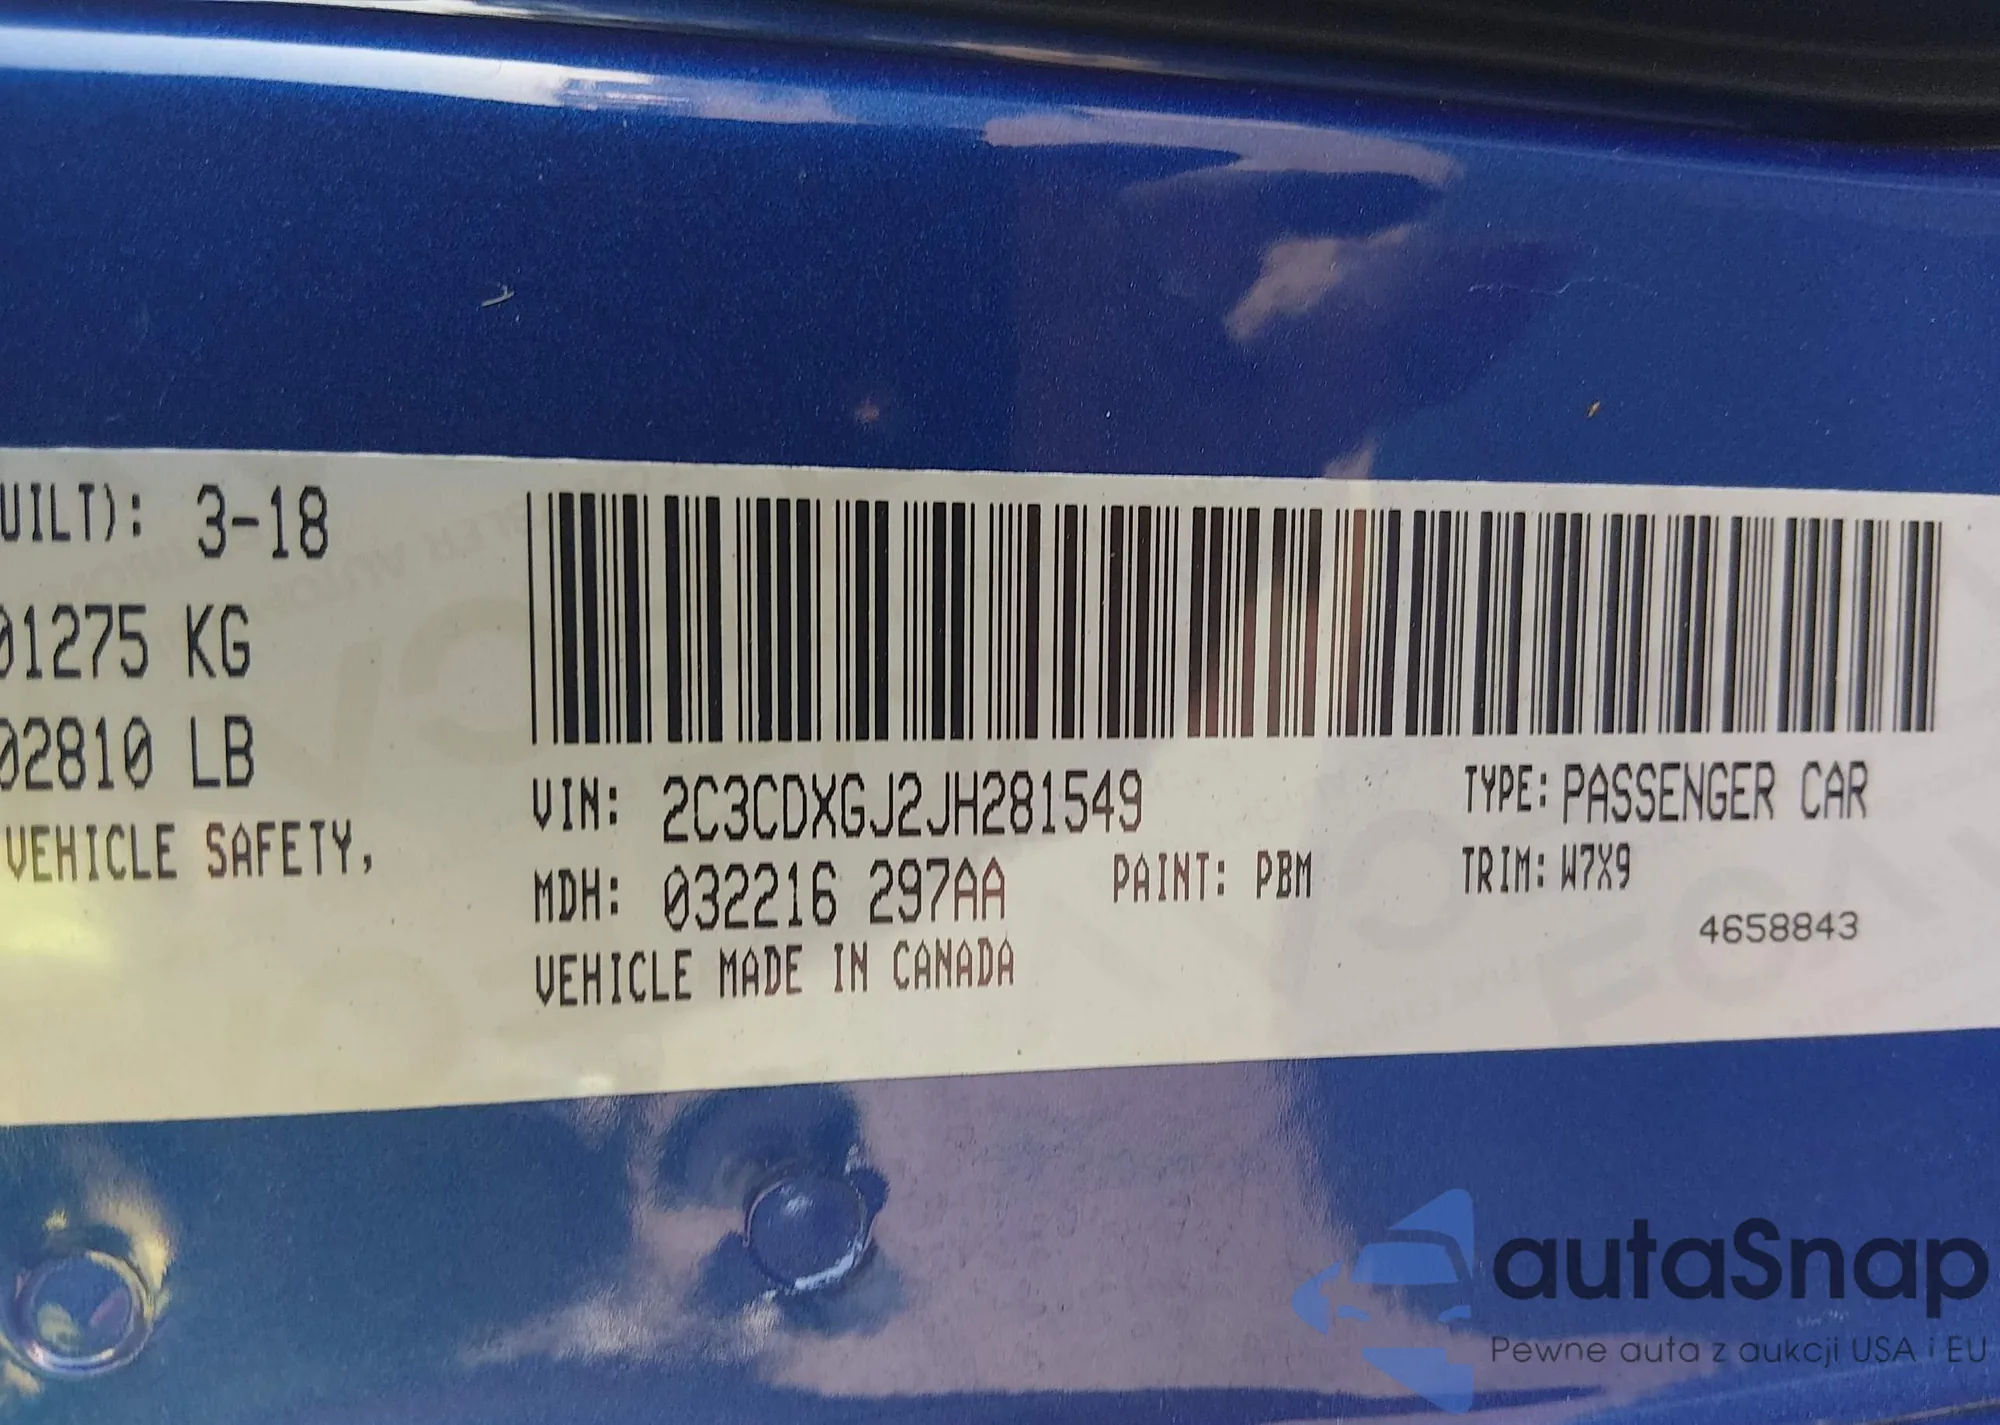 UILT): 3-18
01275 KG
02810 LB
VEHICLE SAFETY,
VIN: 2C3CDXGJ2JH281549
TYPE: PASSENGER CAR
MDH: 032216 297AA
PAINT: PBM
TRIM: W7X9
4658843
VEHICLE MADE IN CANADA
autaSnap
Pewne auta z aukcji USA i EU